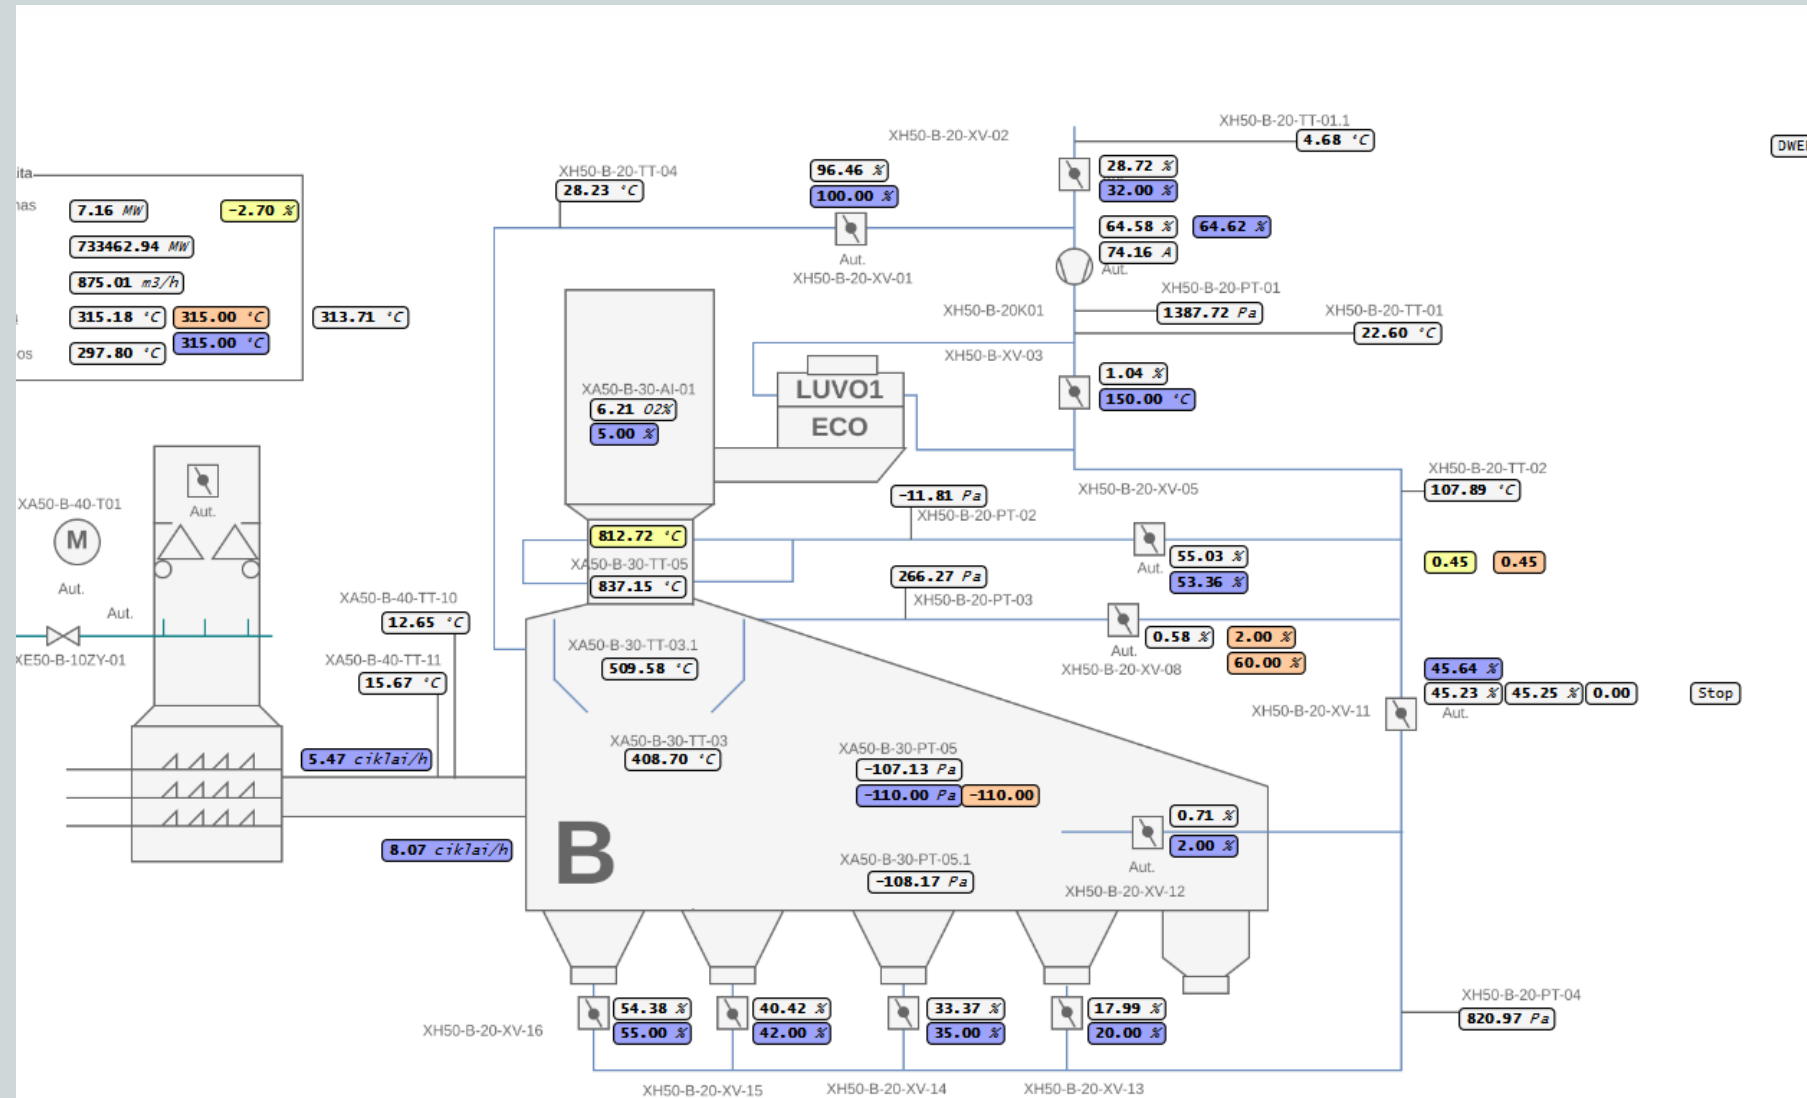 XH50-B-20-TT-01.1
XH50-B-20-XV-02
4.68 °C
28.72 %
32.00 %
XH50-B-20-TT-04
28.23 °C
96.46 %
100.00 %
Aut.
XH50-B-20-XV-01
64.58 % 64.62 %
74.16 A
Aut.
7.16 MW -2.70 %
733462.94 MW
875.01 m3/h
315.18 °C 315.00 °C 313.71 °C
315.00 °C
297.80 °C
XH50-B-20-PT-01
XH50-B-20K01
1387.72 Pa
XH50-B-20-TT-01
22.60 °C
XH50-B-XV-03
1.04 %
150.00 °C
LUVO1
ECO
XA50-B-30-AI-01
6.21 O2%
5.00 %
XH50-B-20-TT-02
107.89 °C
XH50-B-20-XV-05
-11.81 Pa
XH50-B-20-PT-02
XA50-B-40-T01
M
Aut.
Aut.
Aut.
XE50-B-10ZY-01
812.72 °C
XA50-B-30-TT-05
837.15 °C
55.03 %
Aut.
53.36 %
0.45 0.45
266.27 Pa
XH50-B-20-PT-03
XA50-B-40-TT-10
12.65 °C
XA50-B-40-TT-11
15.67 °C
XA50-B-30-TT-03.1
509.58 °C
0.58 % 2.00 %
Aut.
60.00 %
XH50-B-20-XV-08
45.64 %
45.23 % 45.25 % 0.00 Stop
XH50-B-20-XV-11 Aut.
XA50-B-30-TT-03
408.70 °C
5.47 ciklai/h
8.07 ciklai/h
XA50-B-30-PT-05
-107.13 Pa
-110.00 Pa -110.00
B
0.71 %
2.00 %
Aut.
XH50-B-20-XV-12
XA50-B-30-PT-05.1
-108.17 Pa
54.38 % 40.42 % 33.37 % 17.99 %
55.00 % 42.00 % 35.00 % 20.00 %
XH50-B-20-XV-16
XH50-B-20-PT-04
820.97 Pa
XH50-B-20-XV-15 XH50-B-20-XV-14 XH50-B-20-XV-13